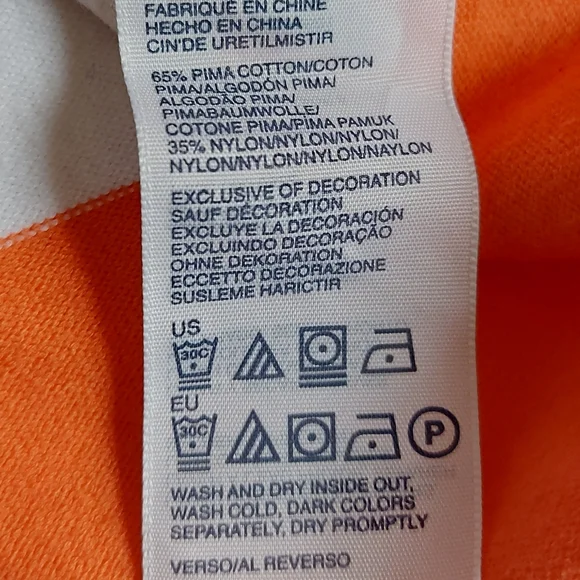 FABRIQUÉ EN CHINE
HECHO EN CHINA
CIN'DE URETILMISTIR
65% PIMA COTTON/COTON
PIMA/ALGODÓN PIMA/
ALGODÃO PIMA/
PIMABAUMWOLLE/
COTONE PIMA/PIMA PAMUK
35% NYLON/NYLON/NYLON/
NYLON/NYLON/NYLON/NAYLON
EXCLUSIVE OF DECORATION
SAUF DÉCORATION
EXCLUYE LA DECORACIÓN
EXCLUINDO DECORAÇÃO
OHNE DEKORATION
ECCETTO DECORAZIONE
SUSLEME HARICTIR
US
30C
EU
30C P
WASH AND DRY INSIDE OUT,
WASH COLD, DARK COLORS
SEPARATELY, DRY PROMPTLY
VERSO/AL REVERSO